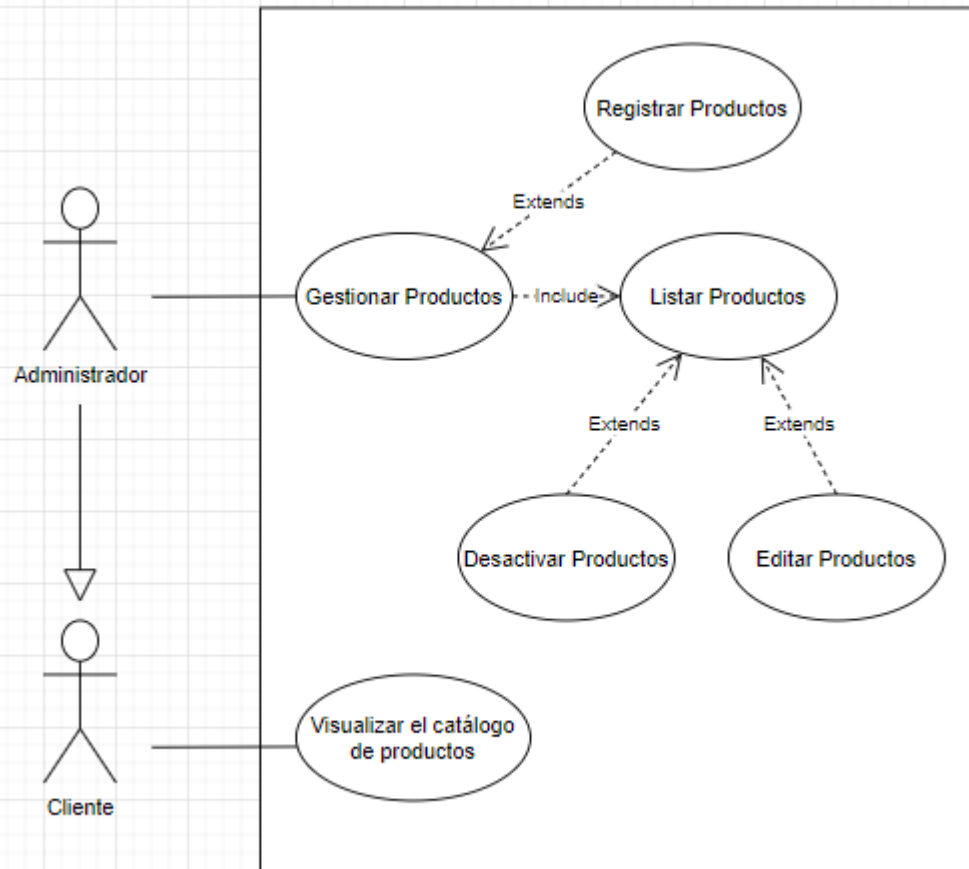 Registrar Productos
Extends
Gestionar Productos
Include
Listar Productos
Administrador
Extends
Extends
Desactivar Productos
Editar Productos
Visualizar el catálogo
de productos
Cliente